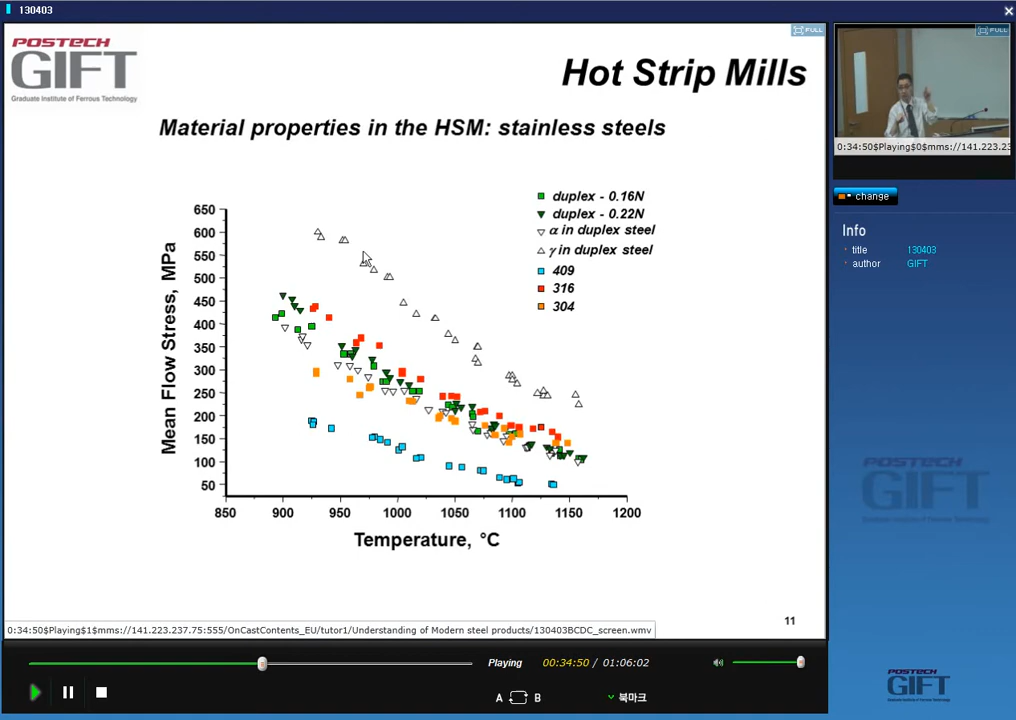 130403
POSTECH
GIFT
Graduate Institute of Ferrous Technology
FULL
Hot Strip Mills
Material properties in the HSM: stainless steels
duplex - 0.16N
duplex - 0.22N
α in duplex steel
γ in duplex steel
409
316
304
Mean Flow Stress, MPa
650
600
550
500
450
400
350
300
250
200
150
100
50
850 900 950 1000 1050 1100 1150 1200
Temperature, °C
11
0:34:50$Playing$1$mms://141.223.237.75:555/OnCastContents_EU/tutor1/Understanding of Modern steel products/130403BCDC_screen.wmv
FULL
0:34:50$Playing$0$mms://141.223.23
change
Info
title 130403
author GIFT
POSTECH
GIFT
Playing 00:34:50 / 01:06:02
A B 북마크
POSTECH
GIFT